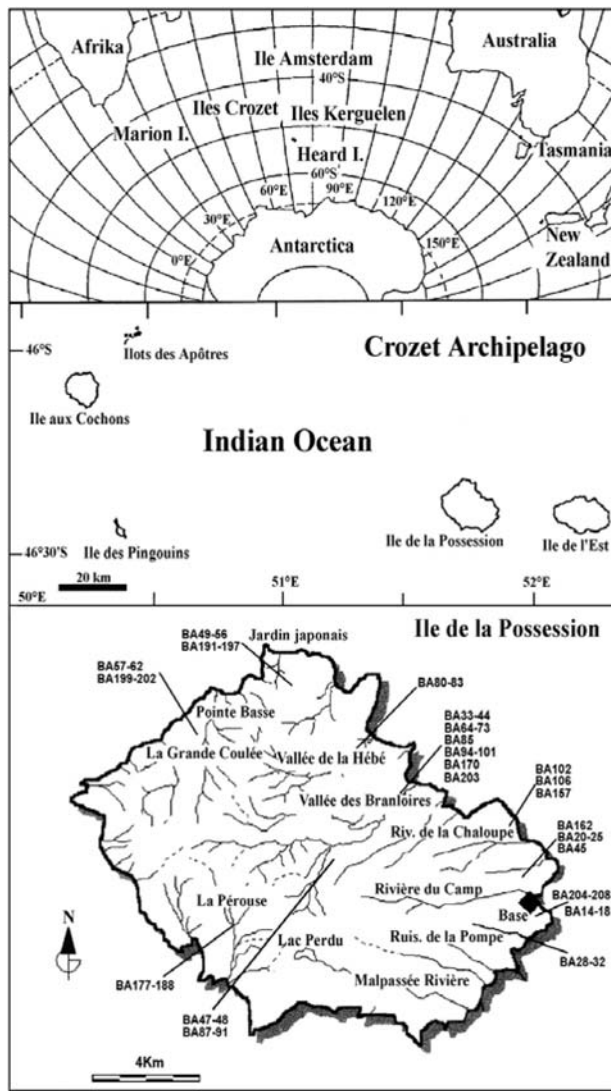 Afrika
Australia
Ile Amsterdam
40°S
Iles Crozet
Iles Kerguelen
Marion I.
Heard I.
Tasmania
60°S
60E
90E
30E
120E
0°E
150°E
Antarctica
New
Zealand
46°S
Ilots des Apôtres
Crozet Archipelago
Ile aux Cochons
Indian Ocean
46°30'S
Ile des Pingouins
Ile de la Possession
Ile de l'Est
20 km
50°E
51°E
52°E
Ile de la Possession
BA49-56
BA191-197
Jardin japonais
BA57-62
BA199-202
BA80-83
Pointe Basse
BA33-44
BA64-73
BA85
BA94-101
BA170
BA203
La Grande Coulée
Vallée de la Hébé
BA102
BA106
BA157
Vallée des Branloires
Riv. de la Chaloupe
BA162
BA20-25
BA45
La Pérouse
Rivière du Camp
BA204-208
BA14-18
Base
N
Lac Perdu
Ruis. de la Pompe
BA28-32
BA177-188
Malpassée Rivière
BA47-48
BA87-91
4Km